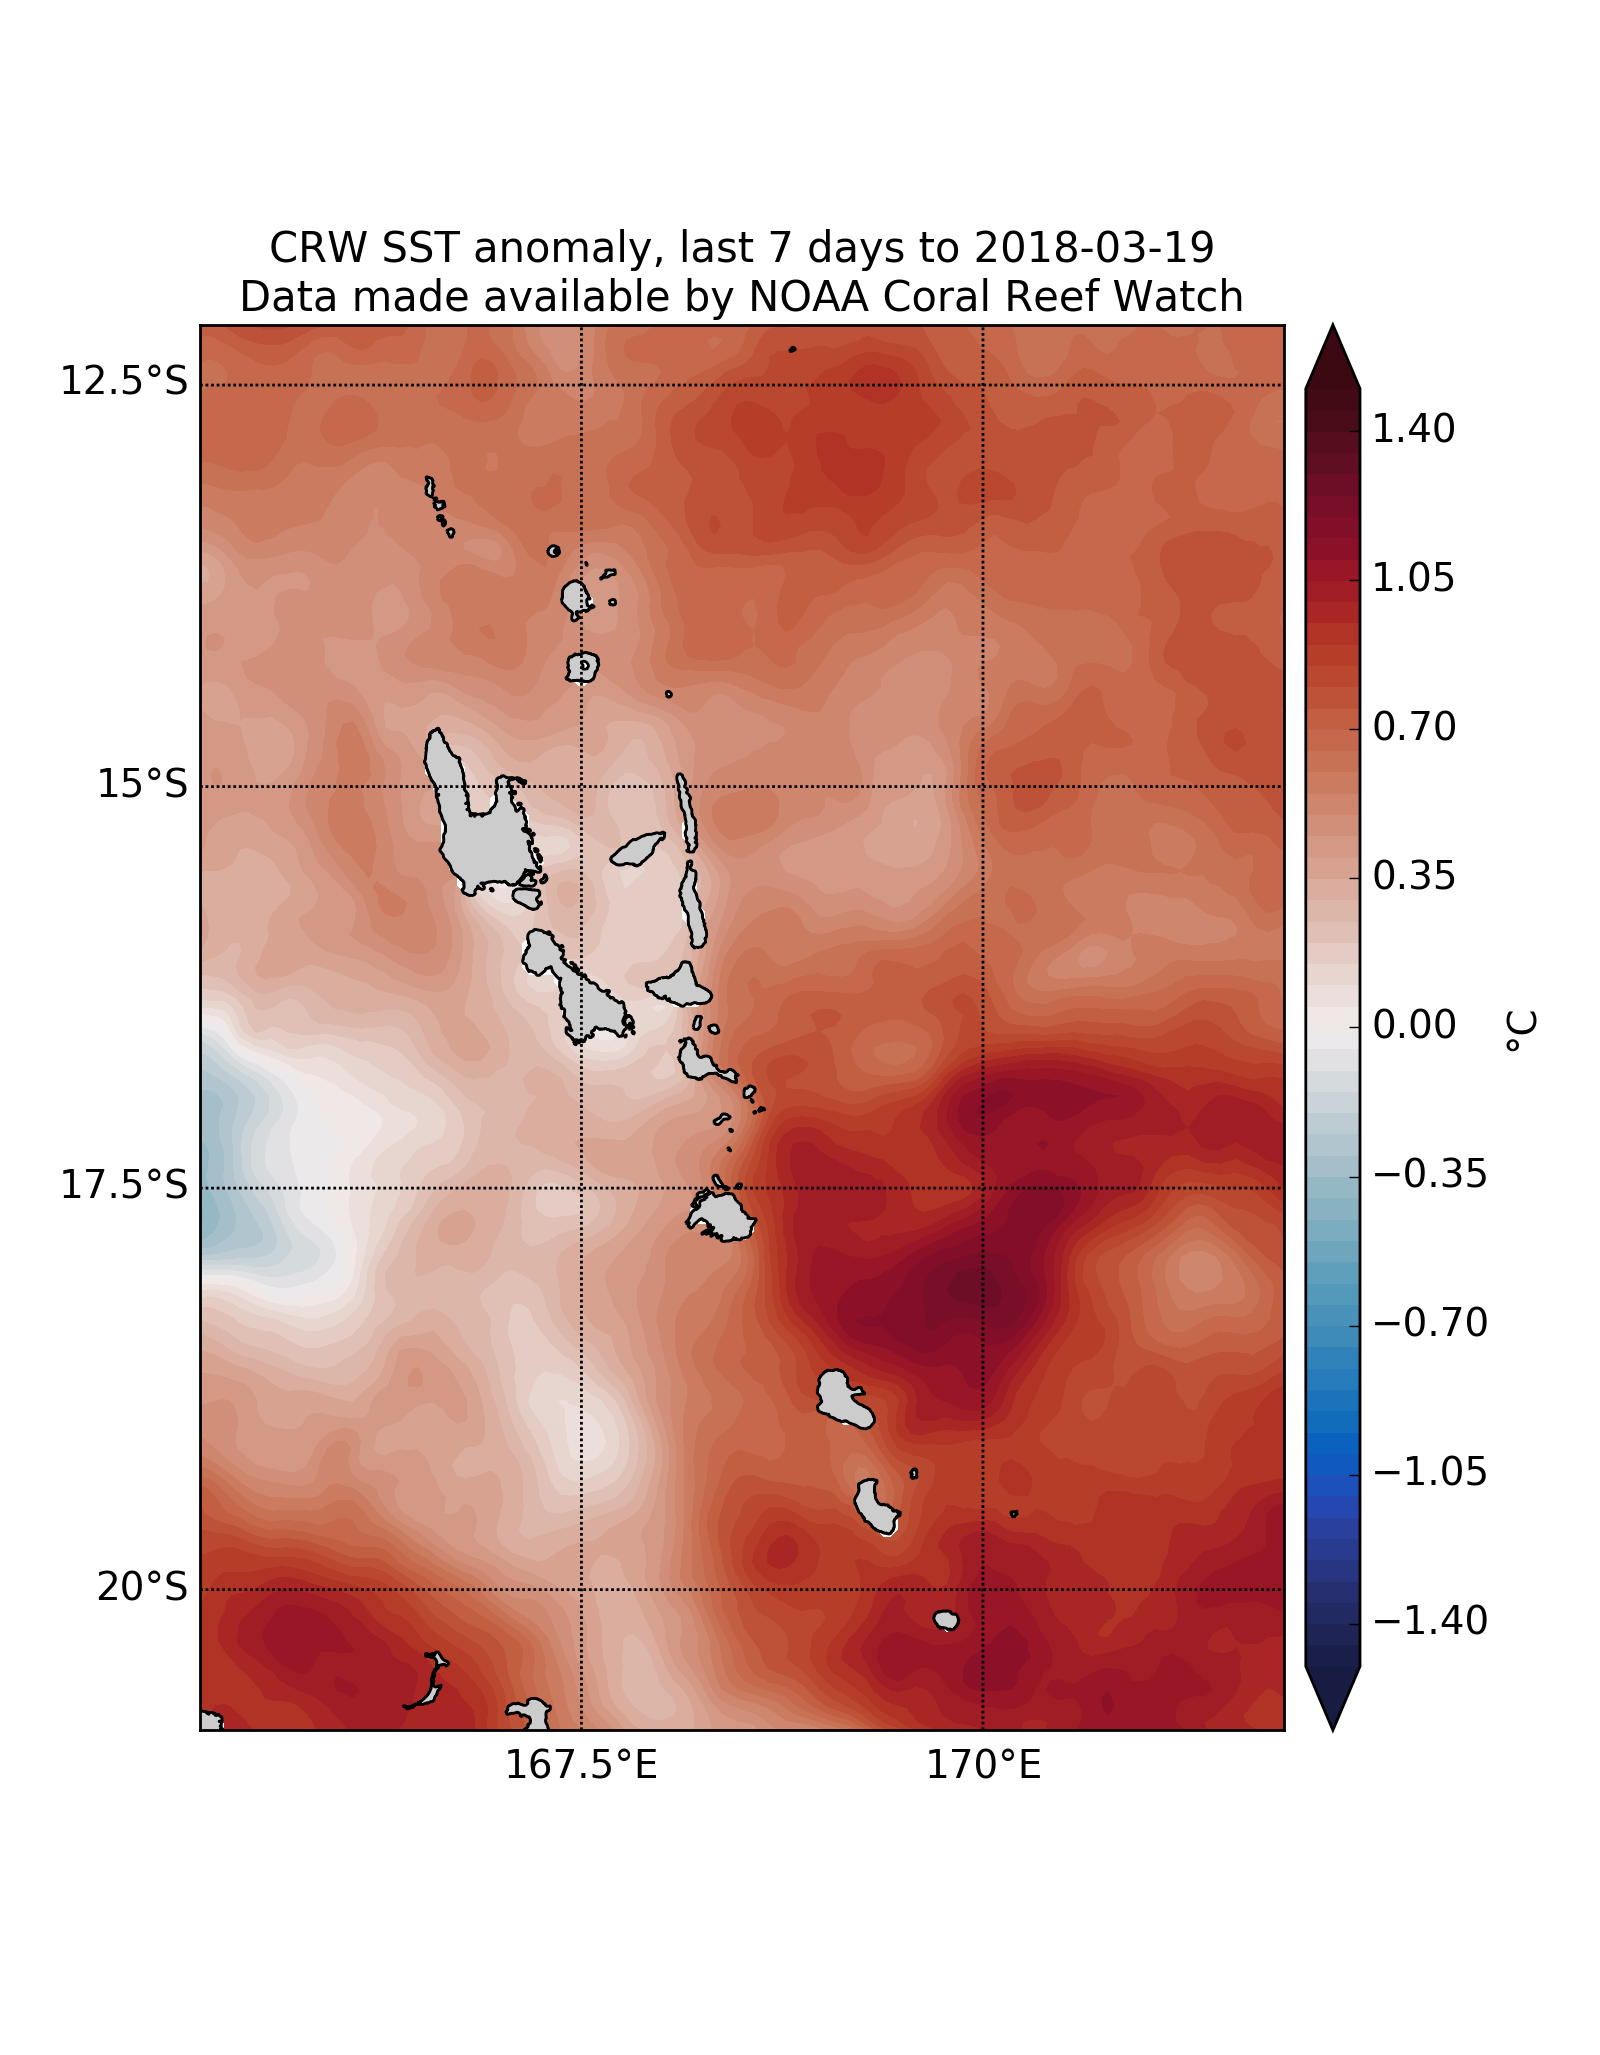 CRW SST anomaly, last 7 days to 2018-03-19
Data made available by NOAA Coral Reef Watch
12.5°S
15°S
17.5°S
20°S
167.5°E
170°E
1.40
1.05
0.70
0.35
0.00
−0.35
−0.70
−1.05
−1.40
°C